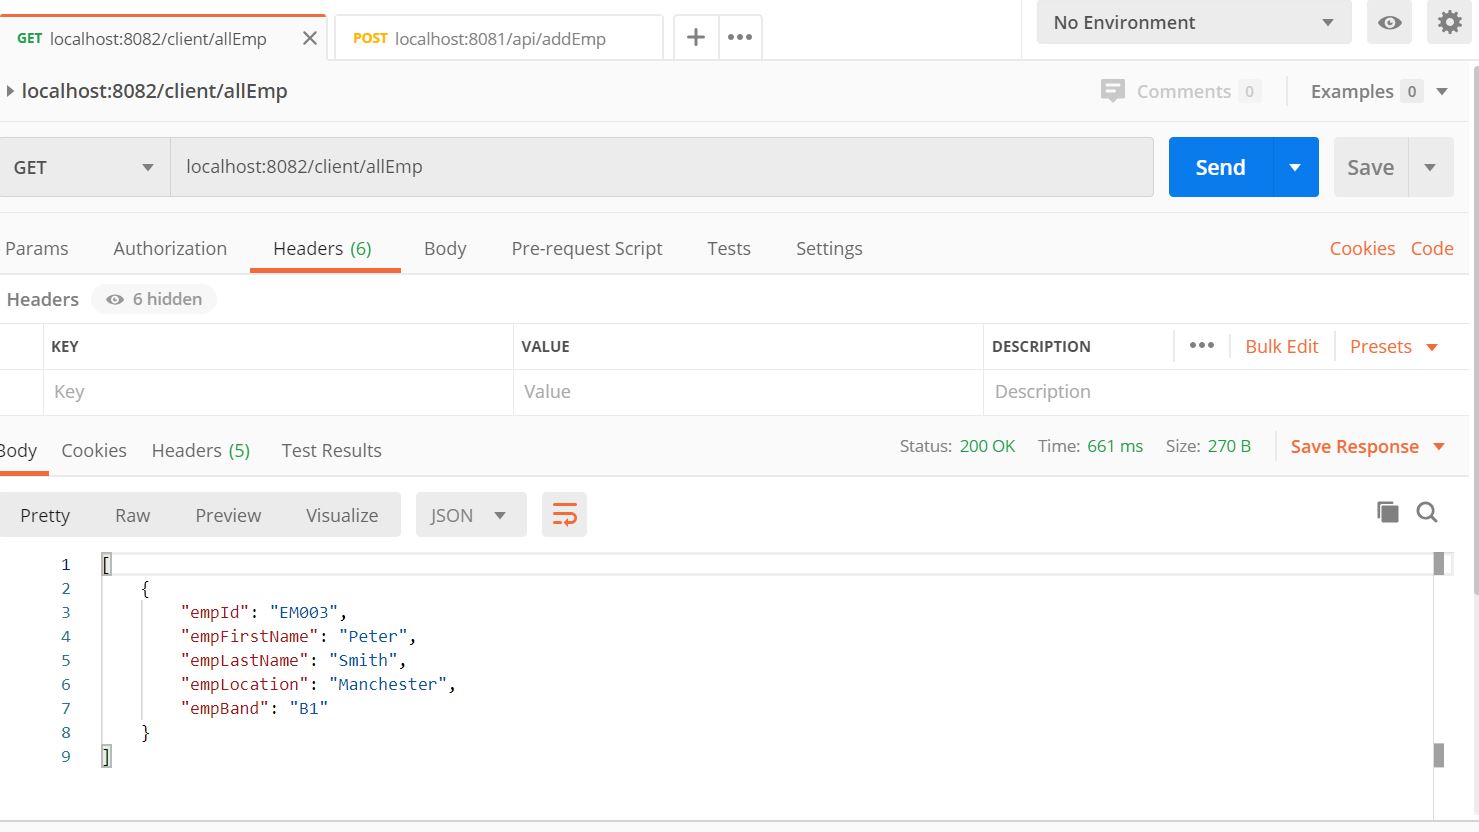 GET localhost:8082/client/allEmp POST localhost:8081/api/addEmp No Environment
localhost:8082/client/allEmp Comments 0 Examples 0
GET localhost:8082/client/allEmp Send Save
Params Authorization Headers (6) Body Pre-request Script Tests Settings Cookies Code
Headers 6 hidden
KEY VALUE DESCRIPTION Bulk Edit Presets
Key Value Description
Body Cookies Headers (5) Test Results Status: 200 OK Time: 661 ms Size: 270 B Save Response
Pretty Raw Preview Visualize JSON
1 [
2 {
3 "empId": "EM003",
4 "empFirstName": "Peter",
5 "empLastName": "Smith",
6 "empLocation": "Manchester",
7 "empBand": "B1"
8 }
9 ]